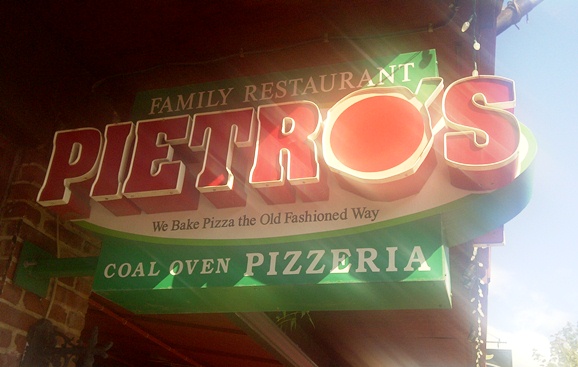 FAMILY RESTAURANT
PIETRO'S
We Bake Pizza the Old Fashioned Way
COAL OVEN PIZZERIA